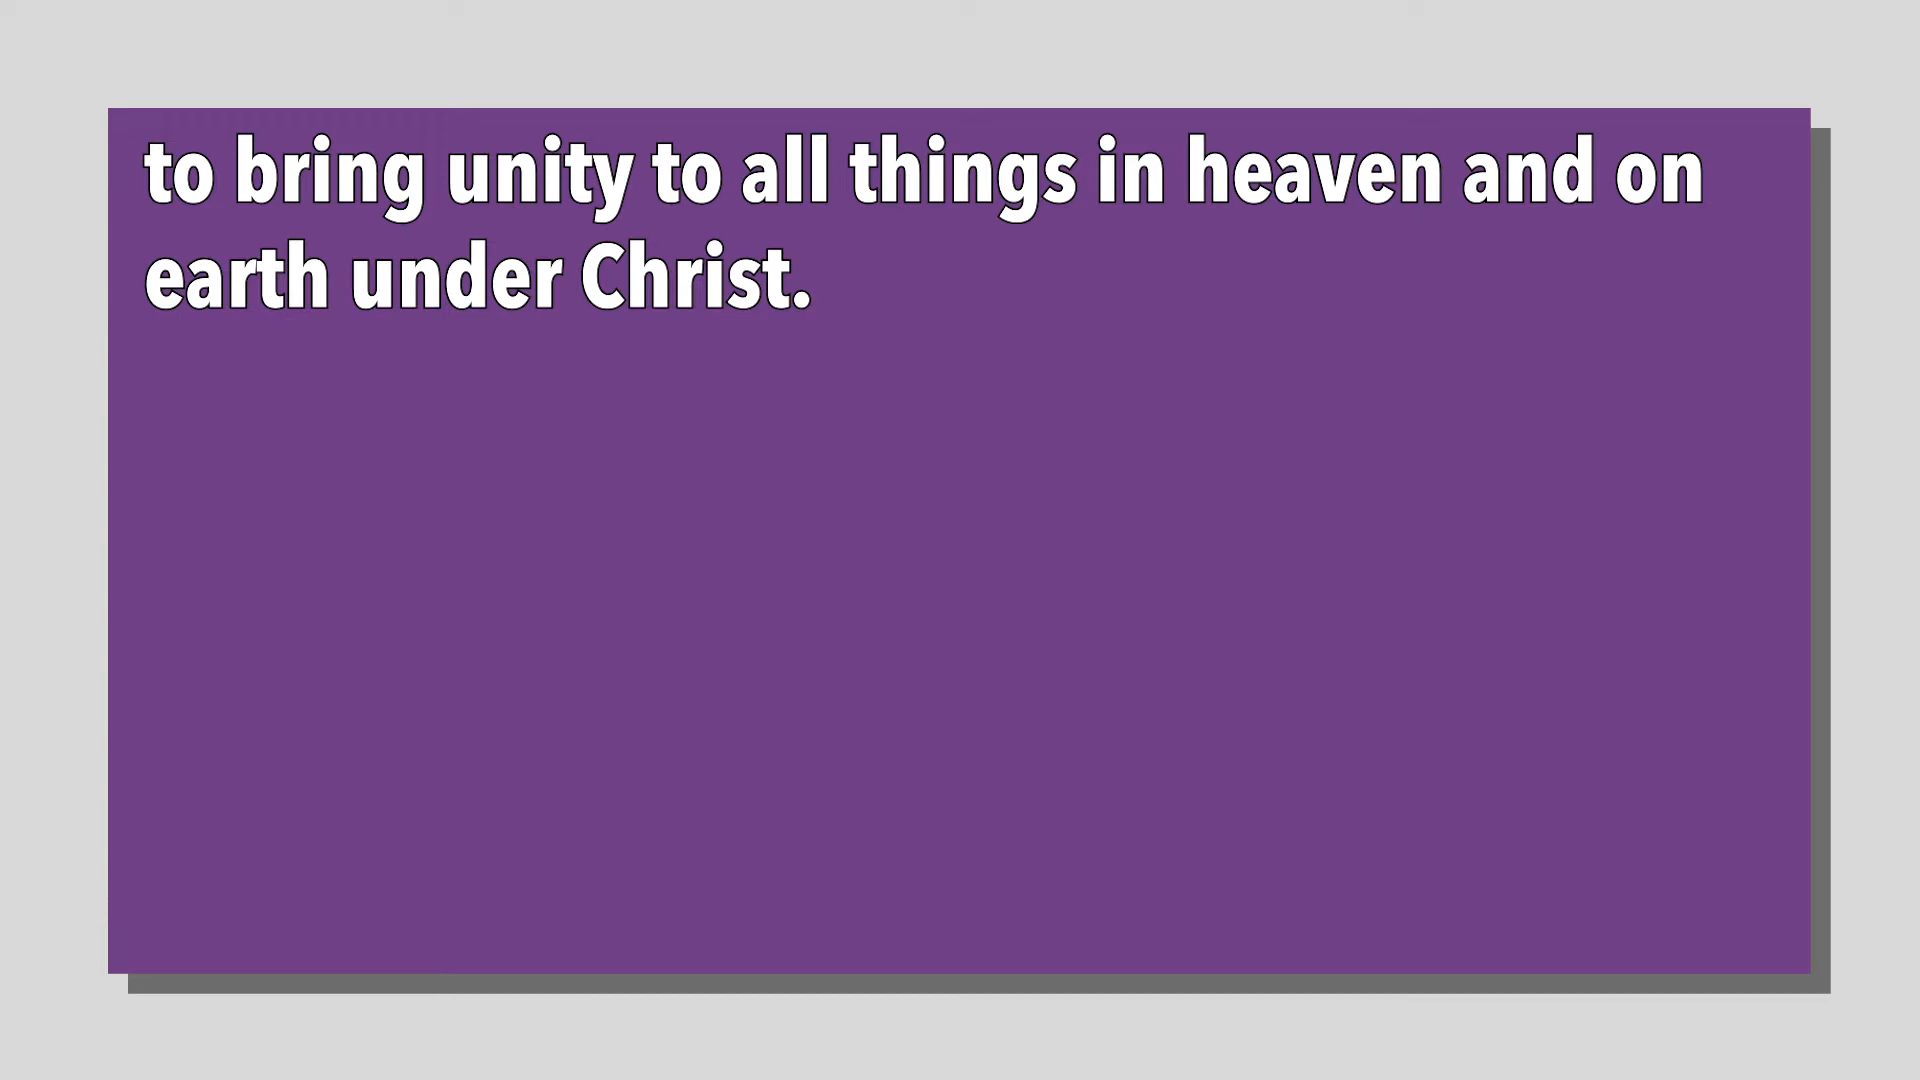 to bring unity to all things in heaven and on
earth under Christ.